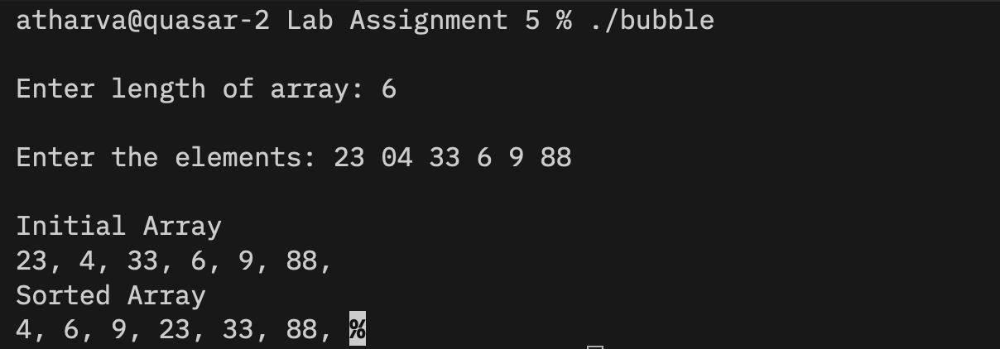 atharva@quasar-2 Lab Assignment 5 % ./bubble
Enter length of array: 6
Enter the elements: 23 04 33 6 9 88
Initial Array
23, 4, 33, 6, 9, 88,
Sorted Array
4, 6, 9, 23, 33, 88, %